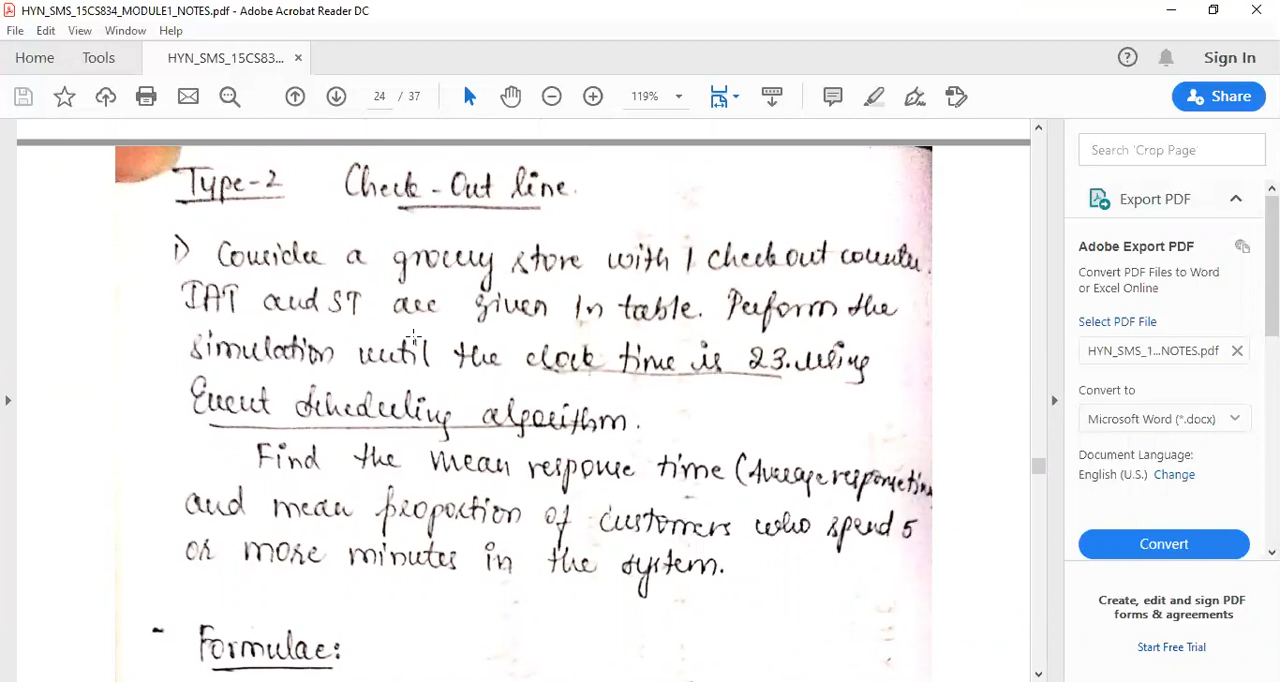 HYN_SMS_15CS834_MODULE1_NOTES.pdf - Adobe Acrobat Reader DC
File Edit View Window Help
Home Tools HYN_SMS_15CS83... × Sign In
24 / 37 119% Share
Type-2 Check-Out line.
1) Consider a grocery store with 1 checkout counter.
IAT and ST are given in table. Perform the
simulation until the clock time is 23. using
Event scheduling algorithm.
Find the mean response time (Average response tim
and mean proportion of customers who spend 5
or more minutes in the system.
- Formulae:
Search 'Crop Page'
Export PDF
Adobe Export PDF
Convert PDF Files to Word
or Excel Online
Select PDF File
HYN_SMS_1...NOTES.pdf ×
Convert to
Microsoft Word (*.docx)
Document Language:
English (U.S.) Change
Convert
Create, edit and sign PDF
forms & agreements
Start Free Trial